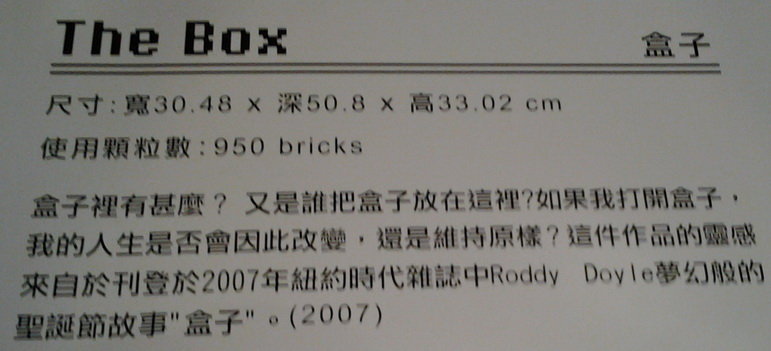 The Box 盒子
尺寸:寬30.48 x 深50.8 x 高33.02 cm
使用顆粒數:950 bricks
盒子裡有甚麼? 又是誰把盒子放在這裡?如果我打開盒子,
我的人生是否會因此改變,還是維持原樣?這件作品的靈感
來自於刊登於2007年紐約時代雜誌中Roddy Doyle夢幻般的
聖誕節故事"盒子"。(2007)